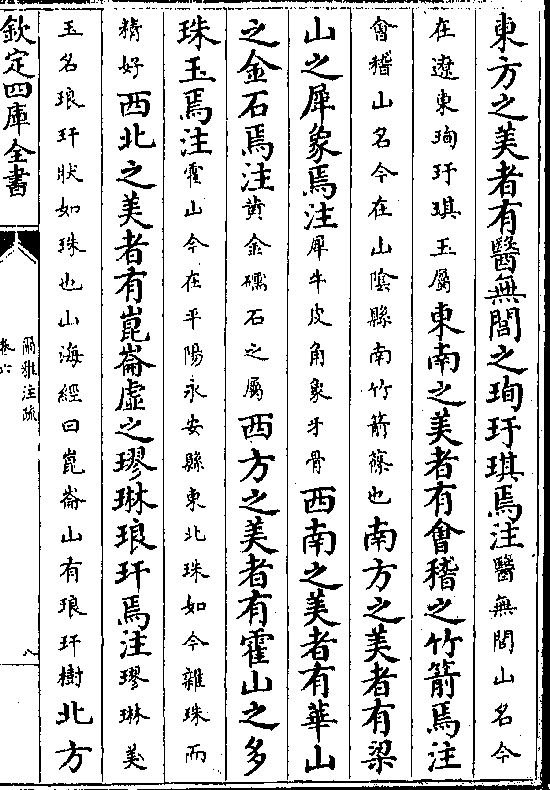 東方之美者有醫無閭之珣玗琪焉注醫無閭山名今
在遼東珣玗琪玉屬東南之美者有會稽之竹箭焉注
會稽山名今在山隂縣南竹箭篠也南方之美者有梁
山之犀象焉注犀牛皮角象牙骨西南之美者有華山
之金石焉注黄金礝石之屬西方之美者有霍山之多
珠玉焉注霍山今在平陽永安縣東北珠如今雜珠而
精好西北之美者有崑崙虛之璆琳琅玕焉注璆琳美
玉名琅玕狀如珠也山海經曰崑崙山有琅玕樹北方
欽定四庫全書
爾雅注疏
卷六
八